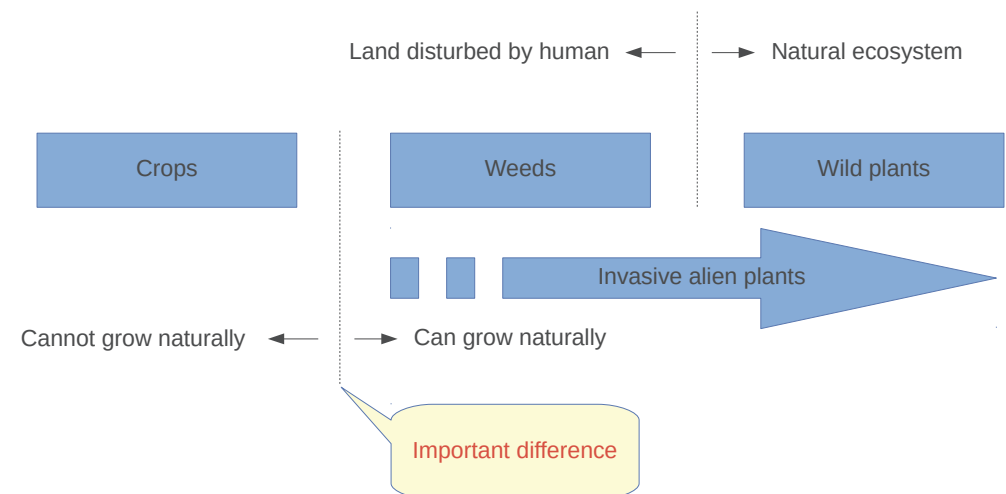 Land disturbed by human
Natural ecosystem
Crops
Weeds
Wild plants
Invasive alien plants
Cannot grow naturally
Can grow naturally
Important difference